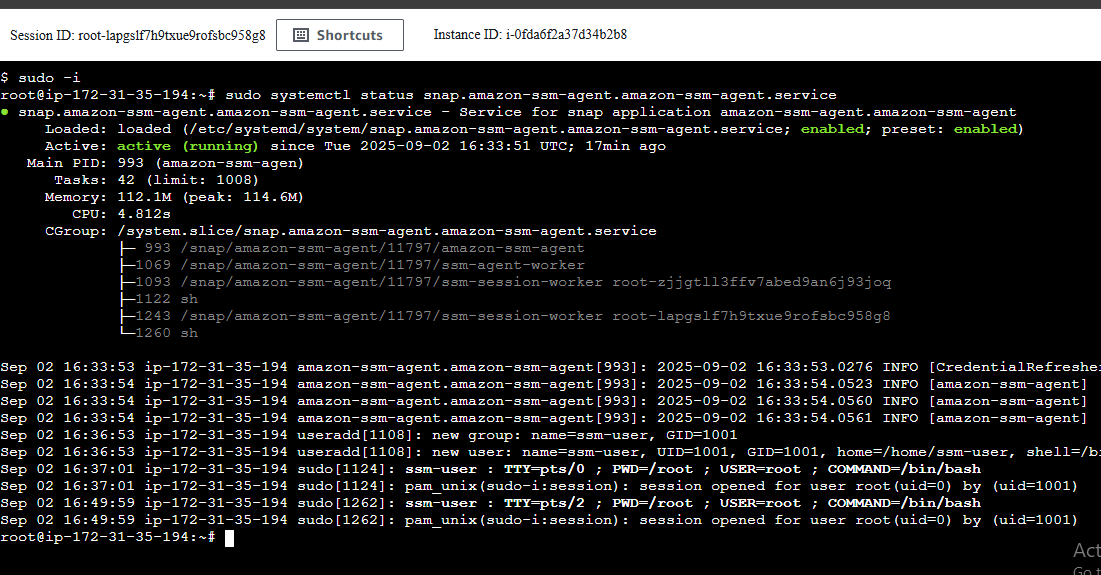 Session ID: root-lapgslf7h9txue9rofsbc958g8 Shortcuts Instance ID: i-0fda6f2a37d34b2b8
$ sudo -i
root@ip-172-31-35-194:~# sudo systemctl status snap.amazon-ssm-agent.amazon-ssm-agent.service
● snap.amazon-ssm-agent.amazon-ssm-agent.service - Service for snap application amazon-ssm-agent.amazon-ssm-agent
Loaded: loaded (/etc/systemd/system/snap.amazon-ssm-agent.amazon-ssm-agent.service; enabled; preset: enabled)
Active: active (running) since Tue 2025-09-02 16:33:51 UTC; 17min ago
Main PID: 993 (amazon-ssm-agen)
Tasks: 42 (limit: 1008)
Memory: 112.1M (peak: 114.6M)
CPU: 4.812s
CGroup: /system.slice/snap.amazon-ssm-agent.amazon-ssm-agent.service
├─ 993 /snap/amazon-ssm-agent/11797/amazon-ssm-agent
├─1069 /snap/amazon-ssm-agent/11797/ssm-agent-worker
├─1093 /snap/amazon-ssm-agent/11797/ssm-session-worker root-zjjgtll3ffv7abed9an6j93joq
├─1122 sh
├─1243 /snap/amazon-ssm-agent/11797/ssm-session-worker root-lapgslf7h9txue9rofsbc958g8
└─1260 sh
Sep 02 16:33:53 ip-172-31-35-194 amazon-ssm-agent.amazon-ssm-agent[993]: 2025-09-02 16:33:53.0276 INFO [CredentialRefreshe
Sep 02 16:33:54 ip-172-31-35-194 amazon-ssm-agent.amazon-ssm-agent[993]: 2025-09-02 16:33:54.0523 INFO [amazon-ssm-agent]
Sep 02 16:33:54 ip-172-31-35-194 amazon-ssm-agent.amazon-ssm-agent[993]: 2025-09-02 16:33:54.0560 INFO [amazon-ssm-agent]
Sep 02 16:33:54 ip-172-31-35-194 amazon-ssm-agent.amazon-ssm-agent[993]: 2025-09-02 16:33:54.0561 INFO [amazon-ssm-agent]
Sep 02 16:36:53 ip-172-31-35-194 useradd[1108]: new group: name=ssm-user, GID=1001
Sep 02 16:36:53 ip-172-31-35-194 useradd[1108]: new user: name=ssm-user, UID=1001, GID=1001, home=/home/ssm-user, shell=/b
Sep 02 16:37:01 ip-172-31-35-194 sudo[1124]: ssm-user : TTY=pts/0 ; PWD=/root ; USER=root ; COMMAND=/bin/bash
Sep 02 16:37:01 ip-172-31-35-194 sudo[1124]: pam_unix(sudo-i:session): session opened for user root(uid=0) by (uid=1001)
Sep 02 16:49:59 ip-172-31-35-194 sudo[1262]: ssm-user : TTY=pts/2 ; PWD=/root ; USER=root ; COMMAND=/bin/bash
Sep 02 16:49:59 ip-172-31-35-194 sudo[1262]: pam_unix(sudo-i:session): session opened for user root(uid=0) by (uid=1001)
root@ip-172-31-35-194:~#
Act